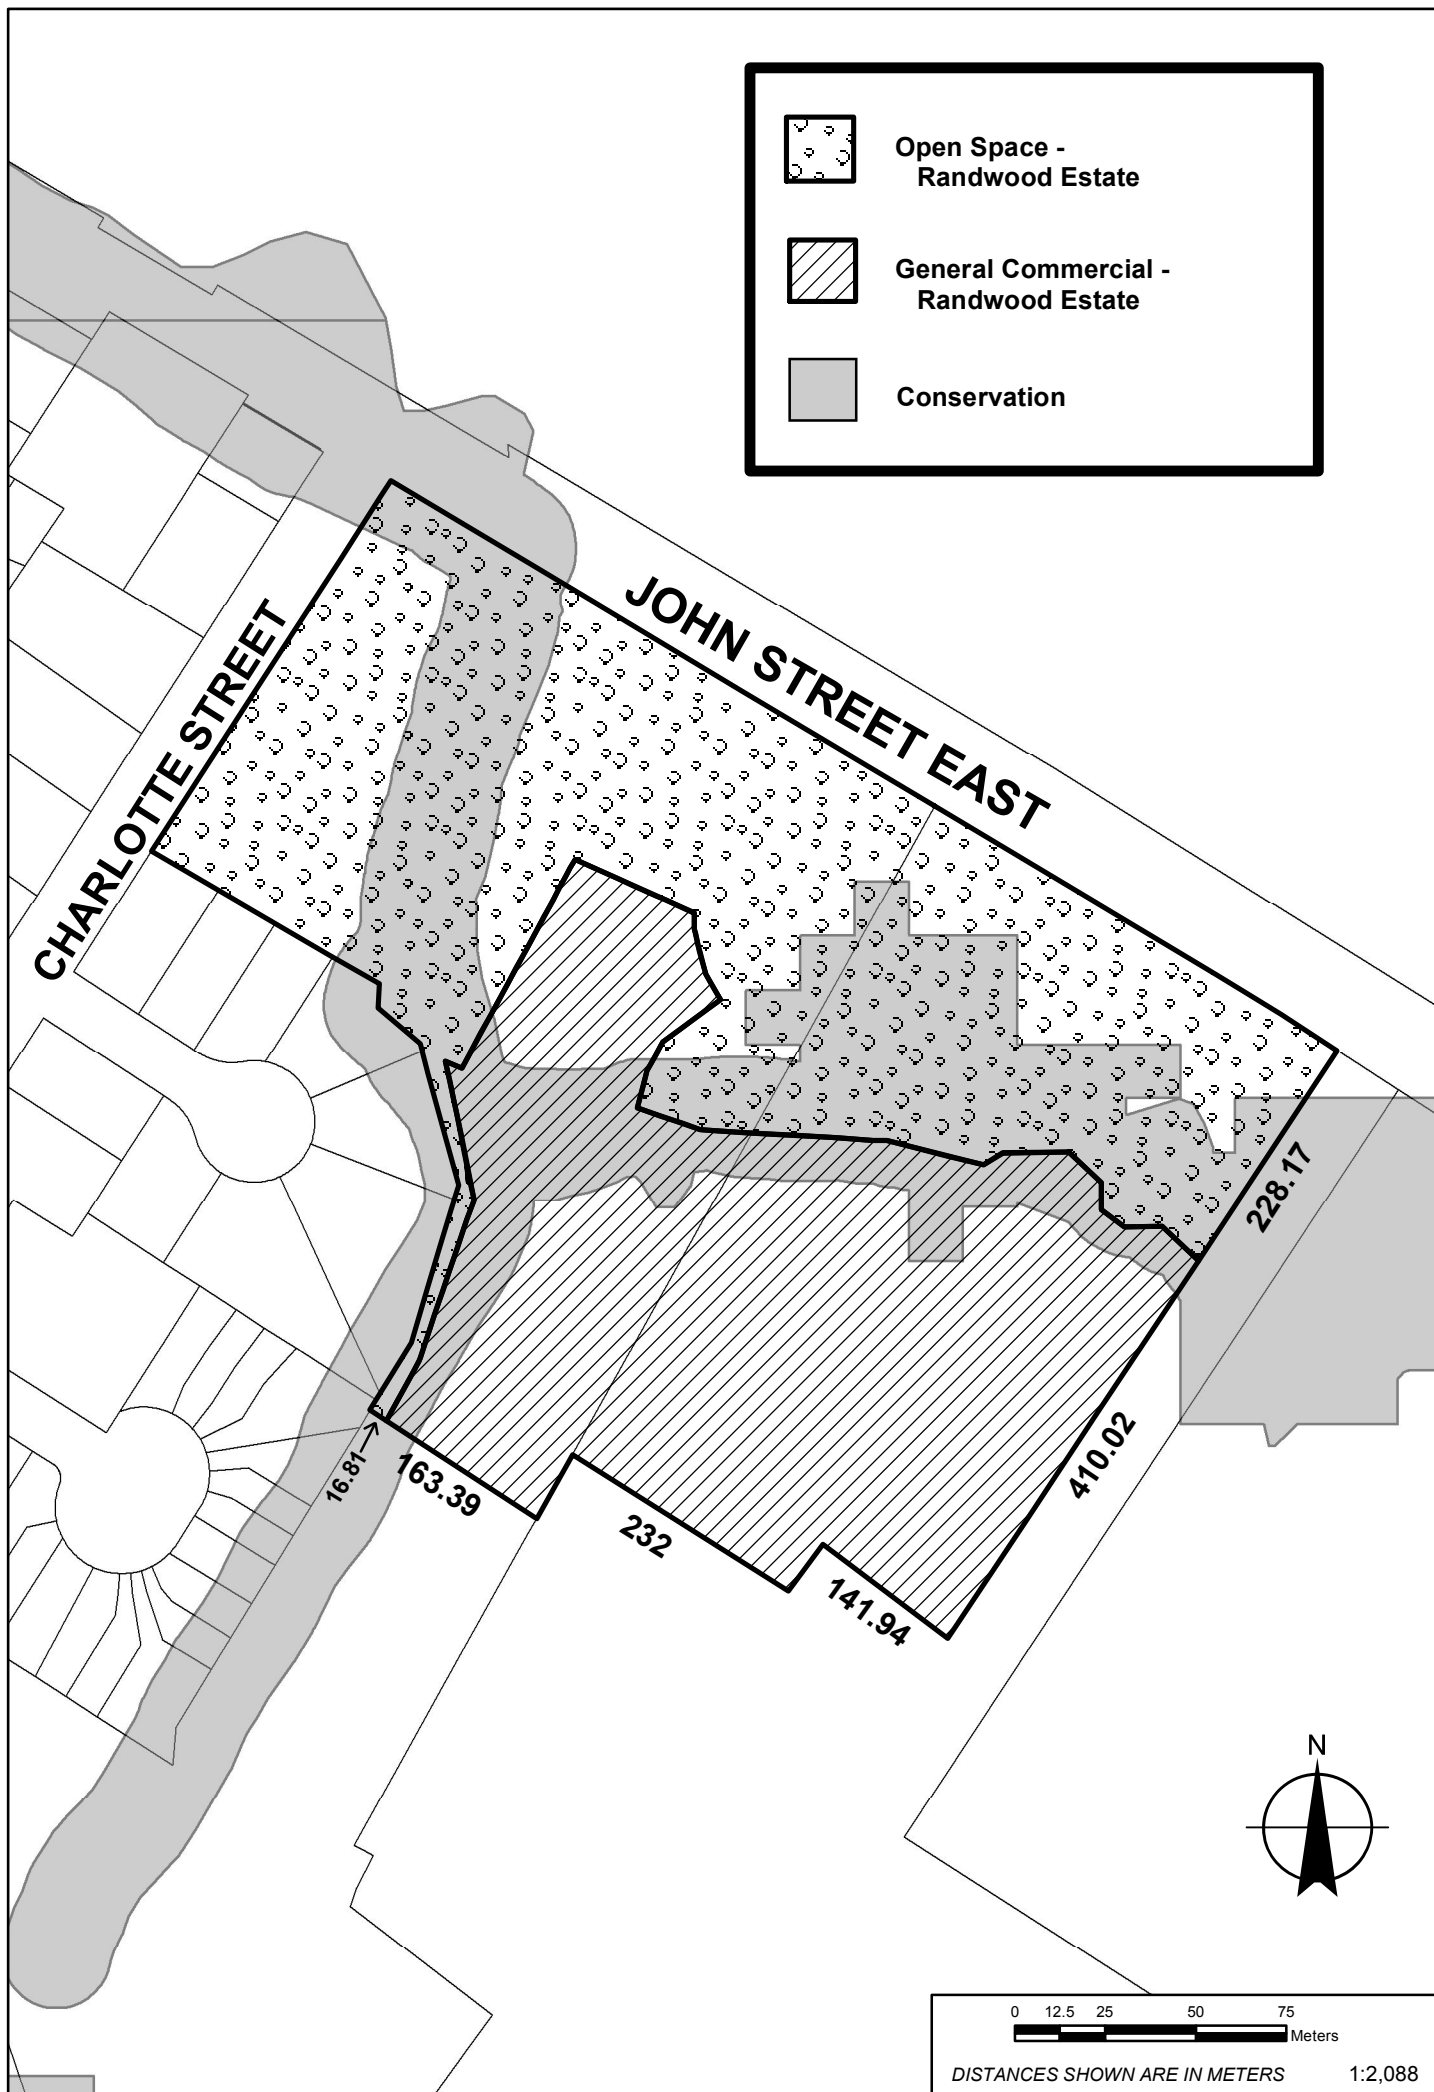 Open Space -
Randwood Estate
General Commercial -
Randwood Estate
Conservation
JOHN STREET EAST
CHARLOTTE STREET
228.17
410.02
16.81
163.39
232
141.94
N
0 12.5 25 50 75
Meters
DISTANCES SHOWN ARE IN METERS 1:2,088